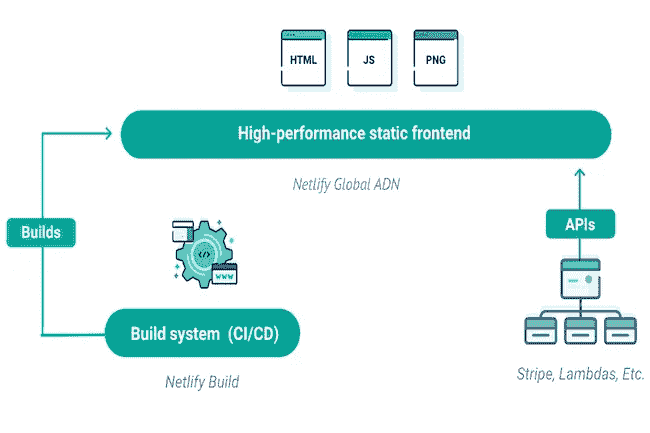 HTML
JS
PNG
High-performance static frontend
Netlify Global ADN
Builds
APIs
</>
WWW
Build system (CI/CD)
Netlify Build
Stripe, Lambdas, Etc.